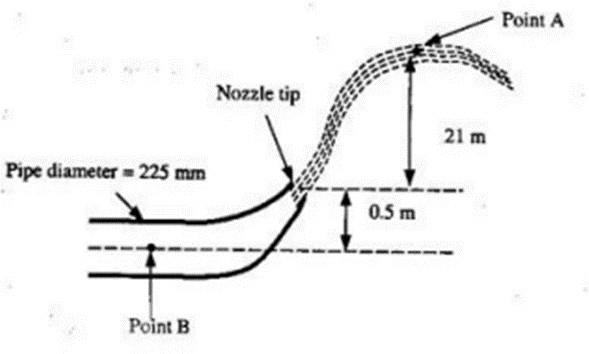 Point A
Nozzle tip
21 m
Pipe diameter = 225 mm
0.5 m
Point B